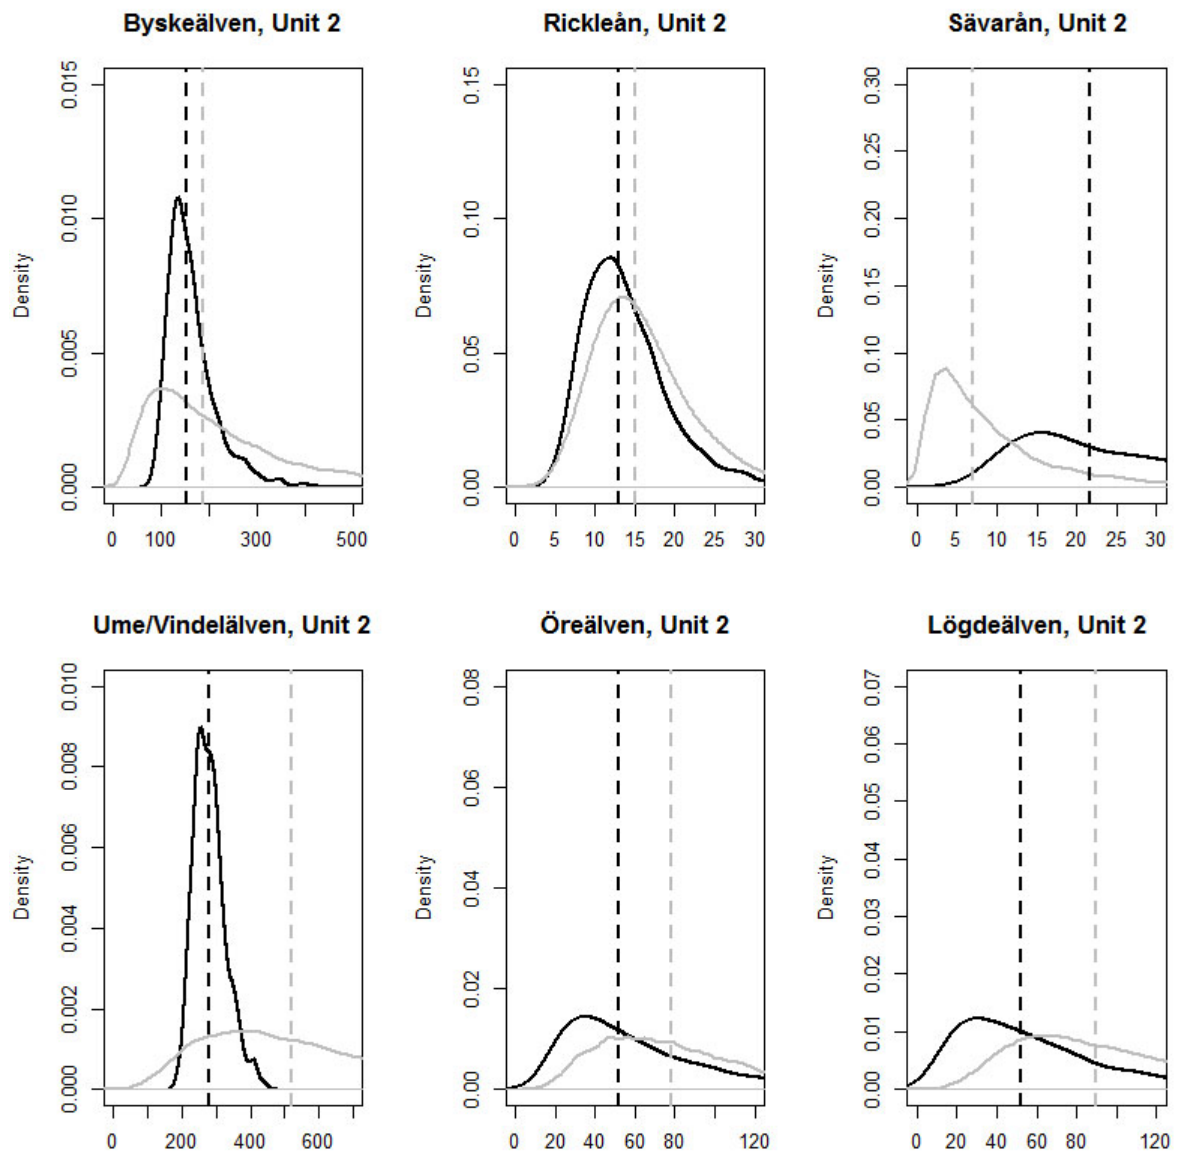 Byskeälven, Unit 2
Density
0.000 0.005 0.010 0.015
0 100 300 500
Rickleån, Unit 2
Density
0.00 0.05 0.10 0.15
0 5 10 15 20 25 30
Sävarån, Unit 2
Density
0.00 0.05 0.10 0.15 0.20 0.25 0.30
0 5 10 15 20 25 30
Ume/Vindelälven, Unit 2
Density
0.000 0.002 0.004 0.006 0.008 0.010
0 200 400 600
Öreälven, Unit 2
Density
0.00 0.02 0.04 0.06 0.08
0 20 40 60 80 120
Lögdeälven, Unit 2
Density
0.00 0.01 0.02 0.03 0.04 0.05 0.06 0.07
0 20 40 60 80 120